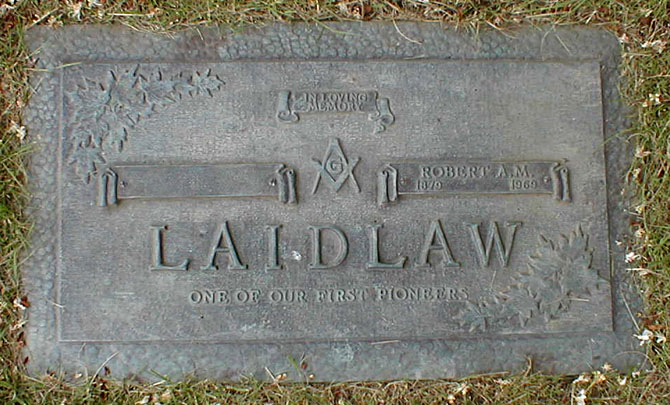 IN LOVING
MEMORY
G
ROBERT A.M.
1879 1969
LAIDLAW
ONE OF OUR FIRST PIONEERS